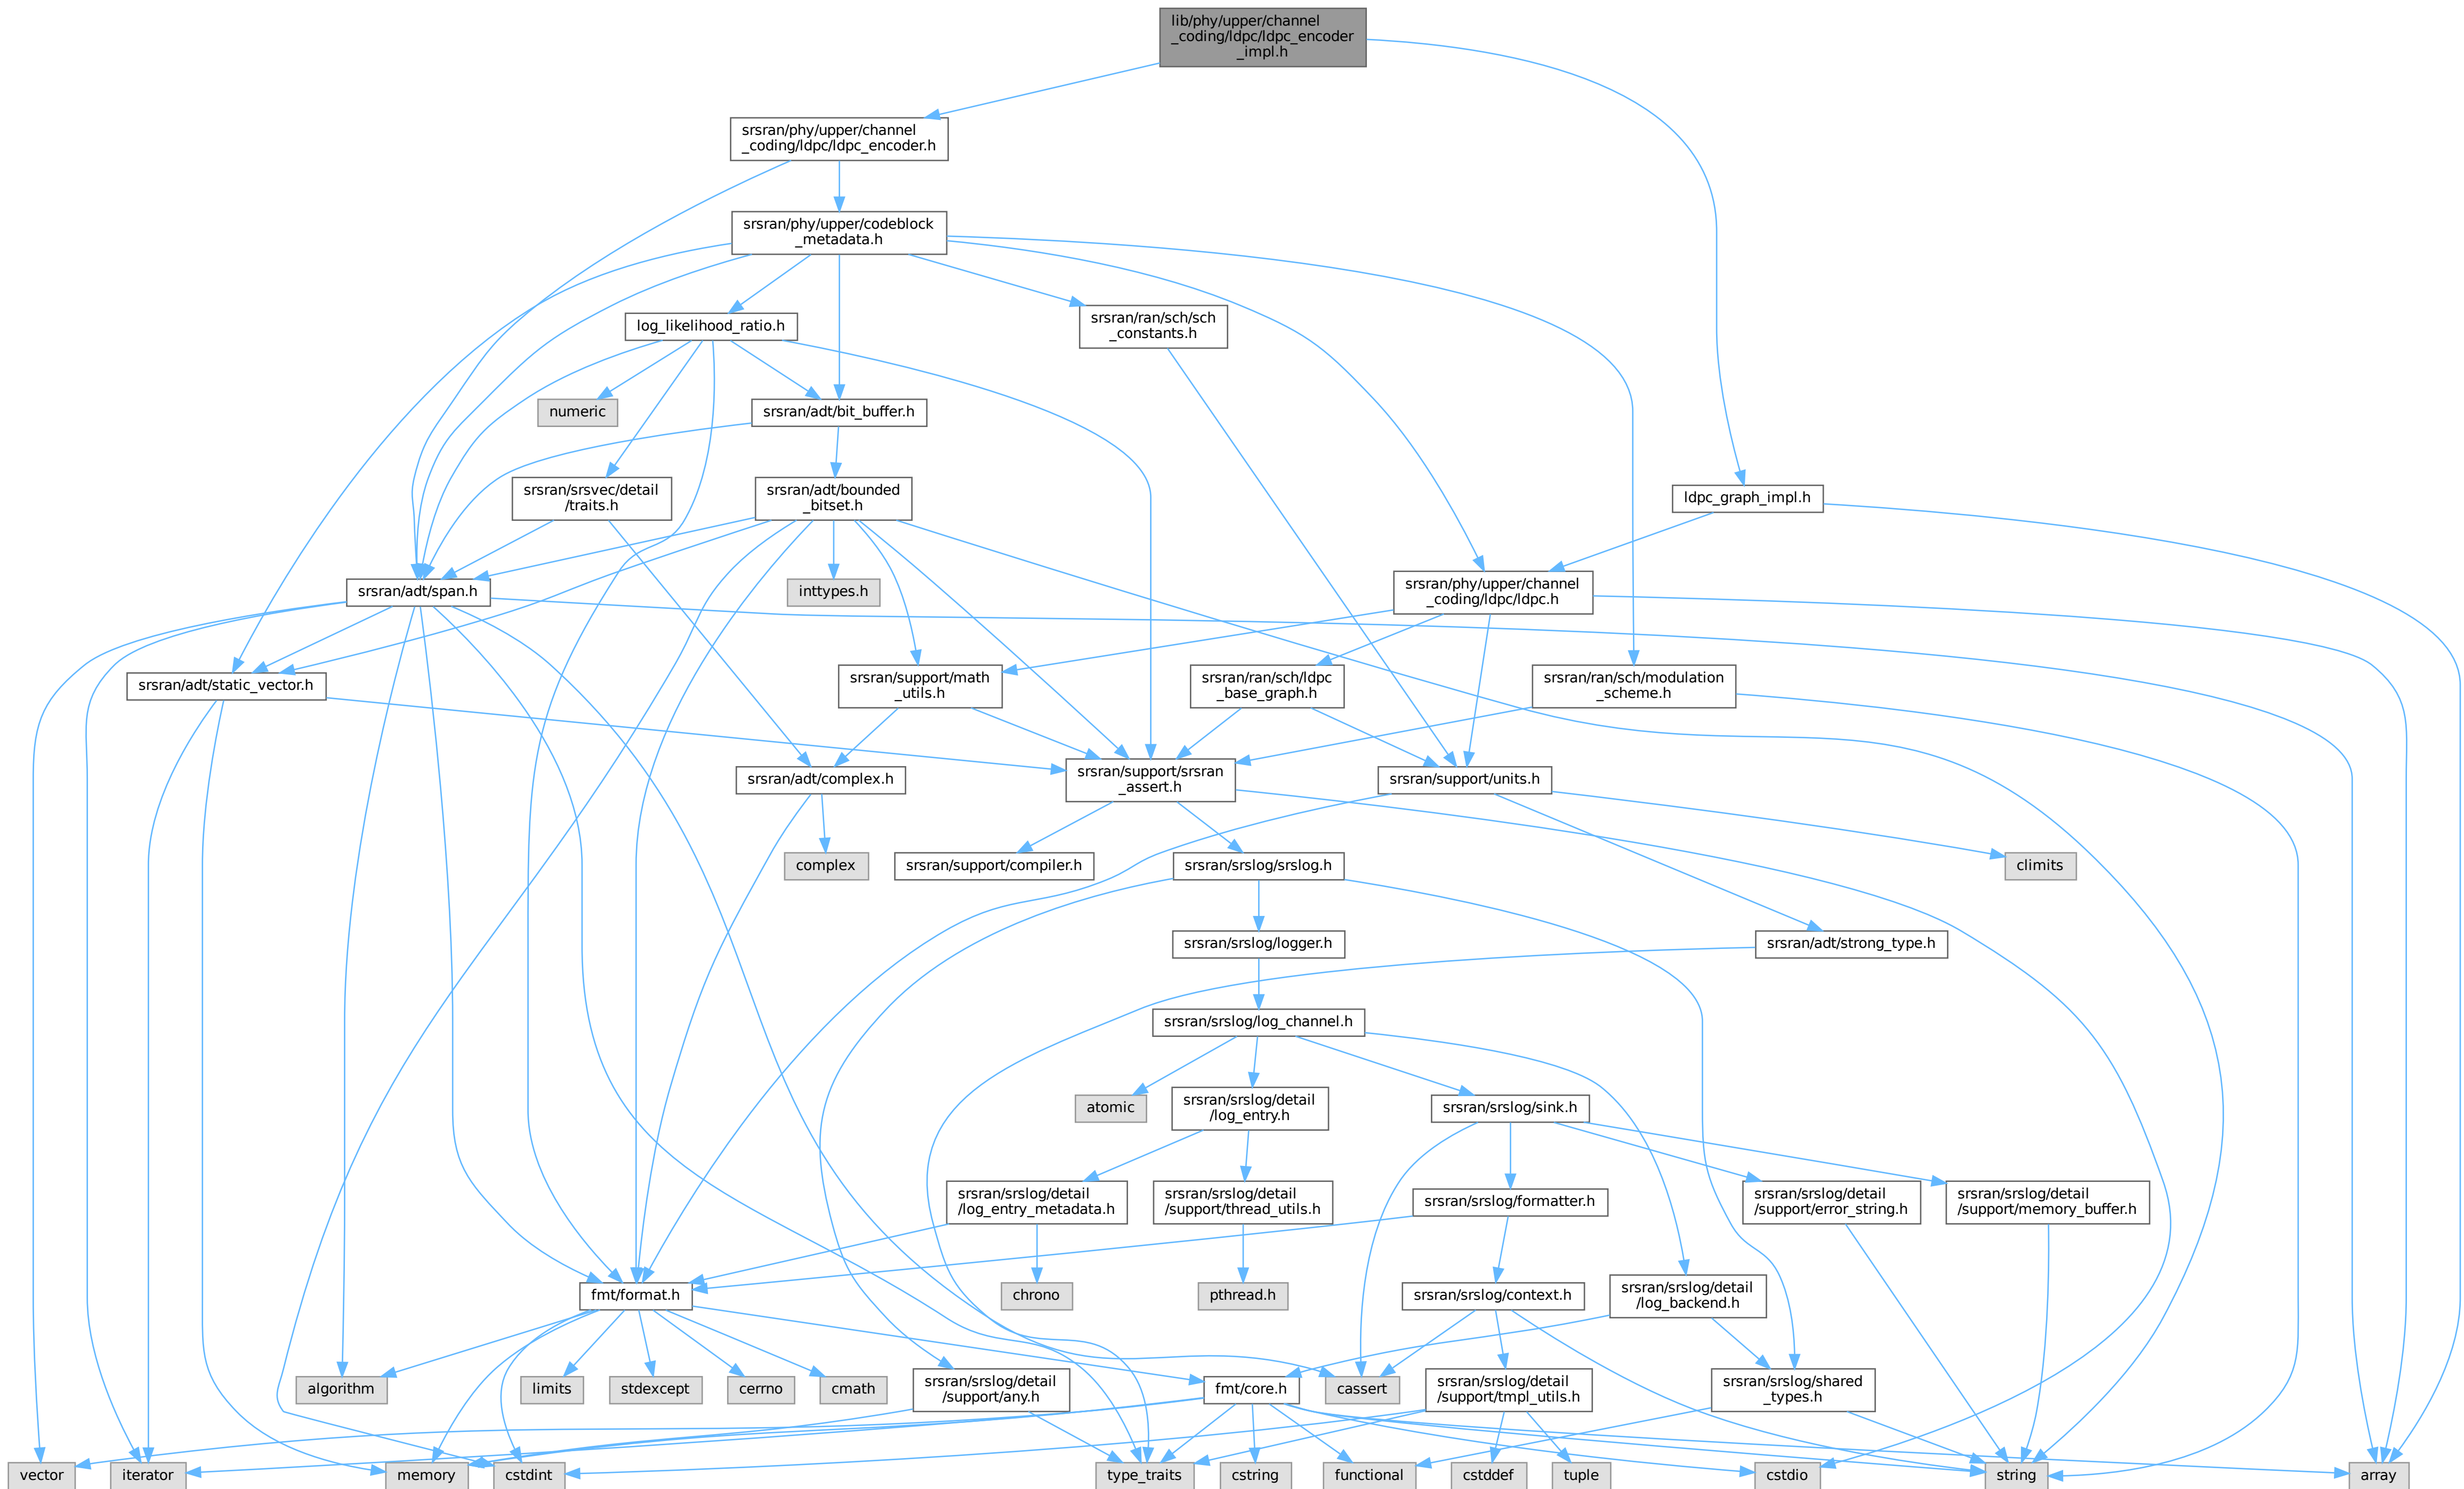 lib/phy/upper/channel
_coding/ldpc/ldpc_encoder
_impl.h
srsran/phy/upper/channel
_coding/ldpc/ldpc_encoder.h
srsran/phy/upper/codeblock
_metadata.h
log_likelihood_ratio.h
srsran/ran/sch/sch
_constants.h
numeric
srsran/adt/bit_buffer.h
srsran/srsvec/detail
/traits.h
srsran/adt/bounded
_bitset.h
ldpc_graph_impl.h
srsran/adt/span.h
inttypes.h
srsran/phy/upper/channel
_coding/ldpc/ldpc.h
srsran/adt/static_vector.h
srsran/support/math
_utils.h
srsran/ran/sch/ldpc
_base_graph.h
srsran/ran/sch/modulation
_scheme.h
srsran/adt/complex.h
srsran/support/srsran
_assert.h
srsran/support/units.h
complex
srsran/support/compiler.h
srsran/srslog/srslog.h
climits
srsran/srslog/logger.h
srsran/adt/strong_type.h
srsran/srslog/log_channel.h
atomic
srsran/srslog/detail
/log_entry.h
srsran/srslog/sink.h
srsran/srslog/detail
/log_entry_metadata.h
srsran/srslog/detail
/support/thread_utils.h
srsran/srslog/formatter.h
srsran/srslog/detail
/support/error_string.h
srsran/srslog/detail
/support/memory_buffer.h
fmt/format.h
chrono
pthread.h
srsran/srslog/context.h
srsran/srslog/detail
/log_backend.h
algorithm
limits
stdexcept
cerrno
cmath
srsran/srslog/detail
/support/any.h
fmt/core.h
cassert
srsran/srslog/detail
/support/tmpl_utils.h
srsran/srslog/shared
_types.h
vector
iterator
memory
cstdint
type_traits
cstring
functional
cstddef
tuple
cstdio
string
array